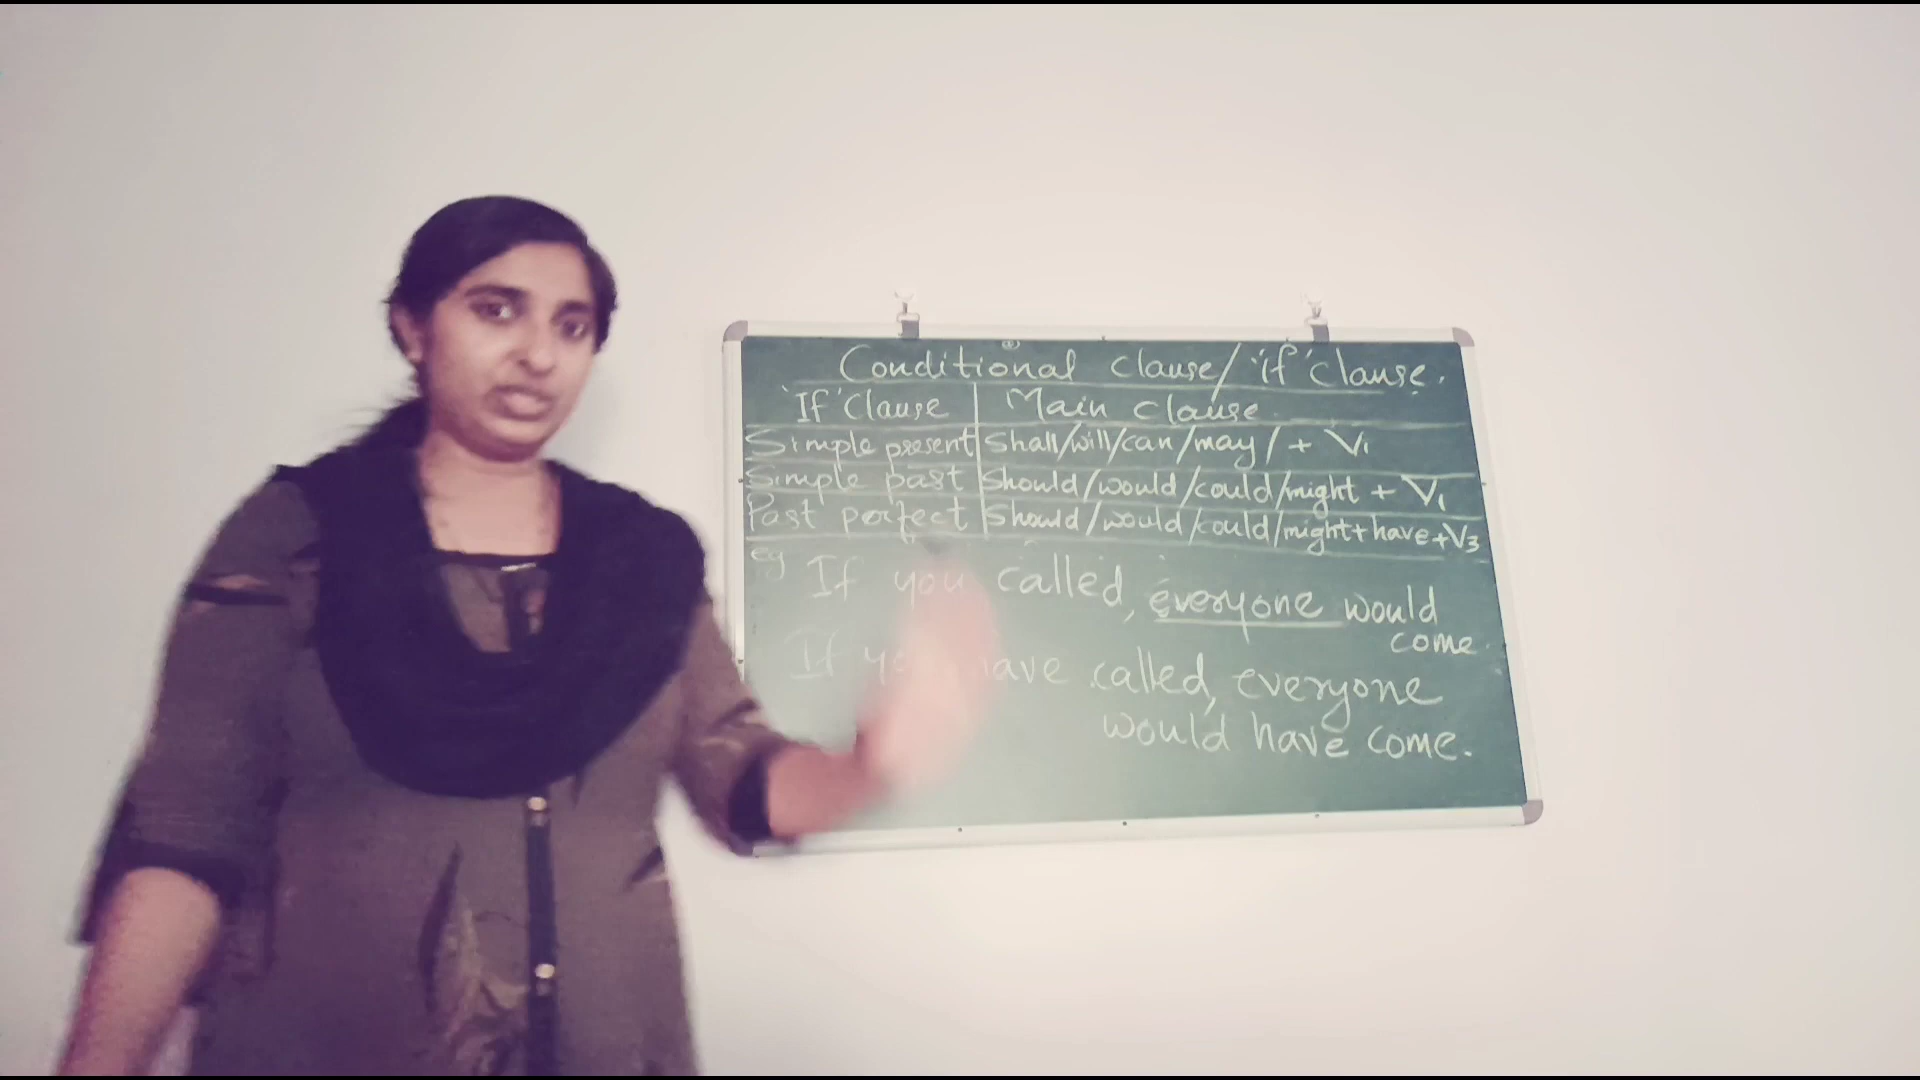 Conditional clause/ "if" clause.
'If' clause Main clause
Simple present Shall/will/can/may/ + V1
Simple past Should/would/could/might + V1
Past perfect Should/would/could/might + have + V3
eg If you called, everyone would
come.
If have called, everyone
would have come.